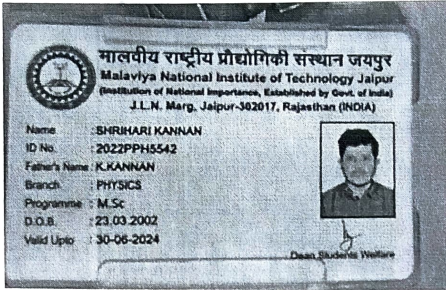 मालवीय राष्ट्रीय प्रौद्योगिकी संस्थान जयपुर
Malaviya National Institute of Technology Jaipur
(Institution of National Importance, Established by Govt. of India)
J.L.N. Marg, Jaipur-302017, Rajasthan (INDIA)
Name : SHRIHARI KANNAN
ID No. : 2022PPH5542
Father's Name : K.KANNAN
Branch : PHYSICS
Programme : M.Sc
D.O.B. : 23.03.2002
Valid Upto : 30-06-2024
Dean Students Welfare